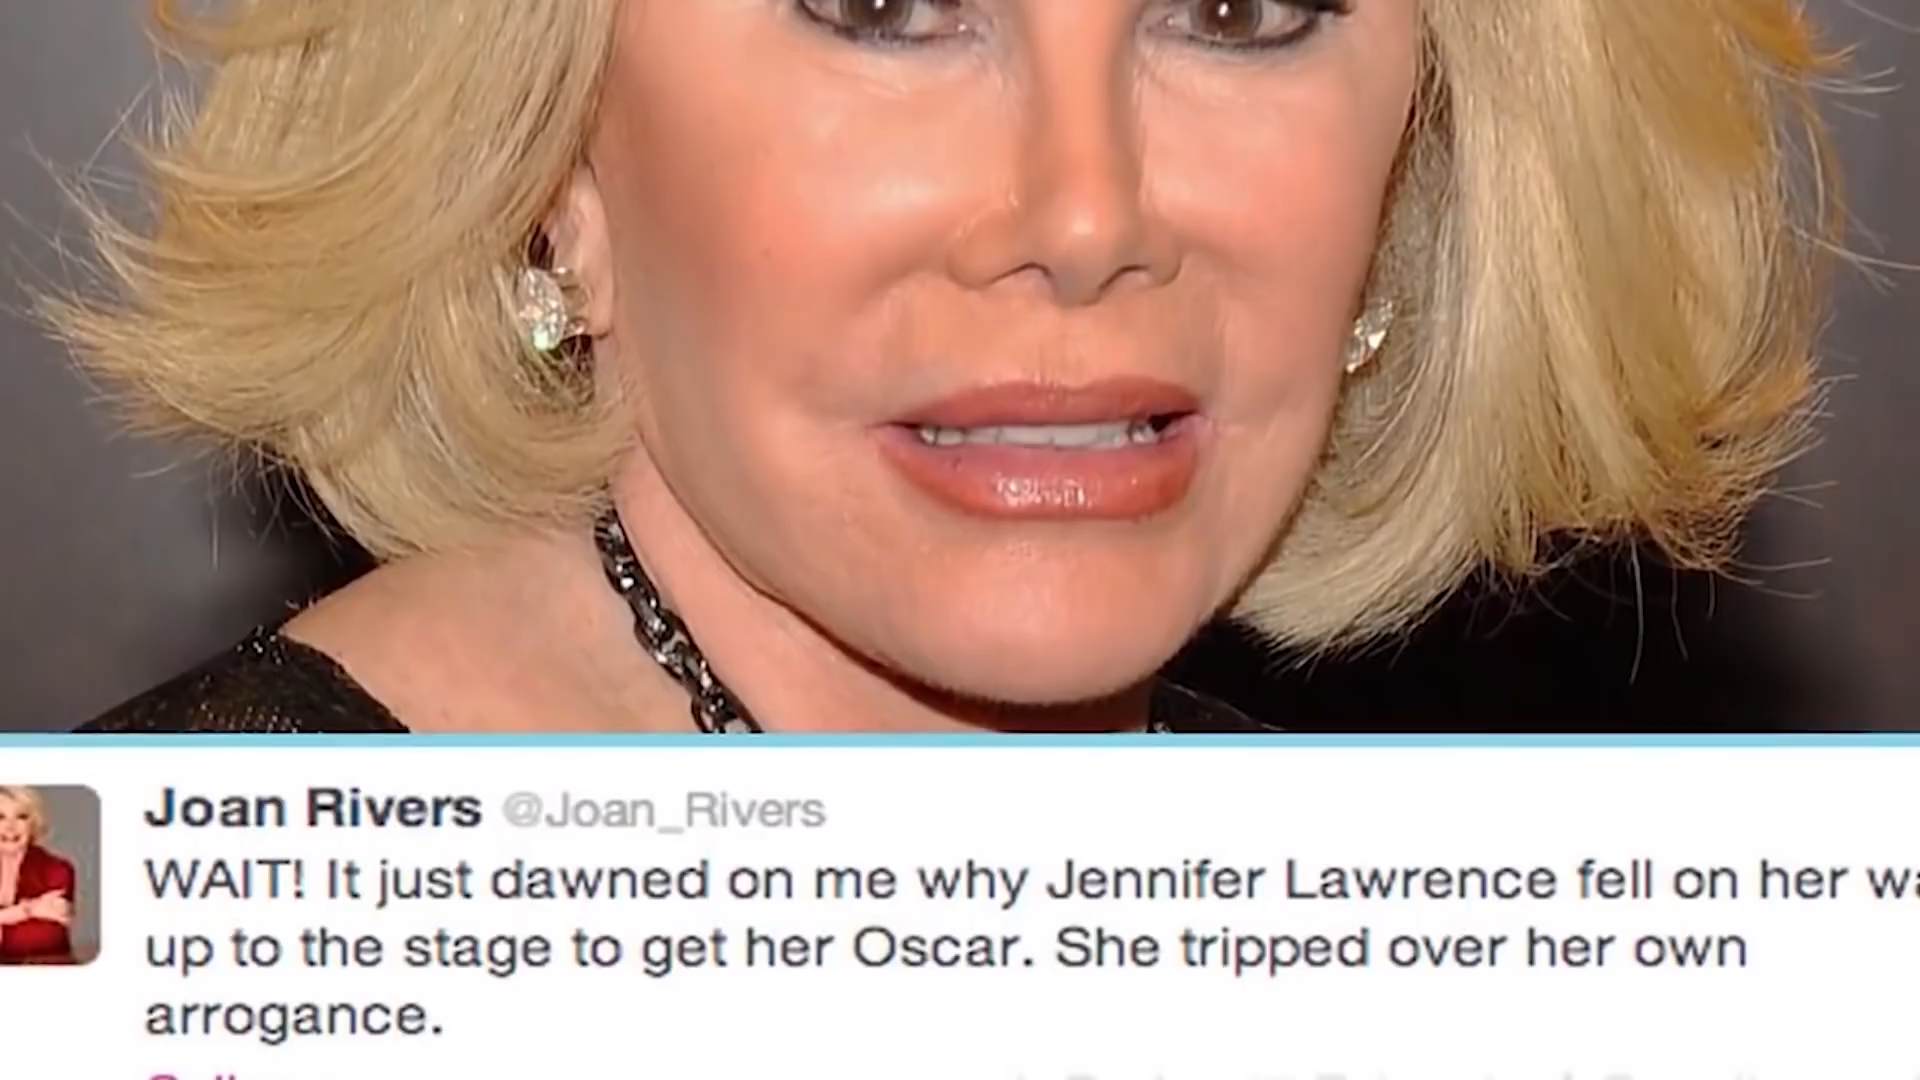 Joan Rivers @Joan_Rivers
WAIT! It just dawned on me why Jennifer Lawrence fell on her
up to the stage to get her Oscar. She tripped over her own
arrogance.